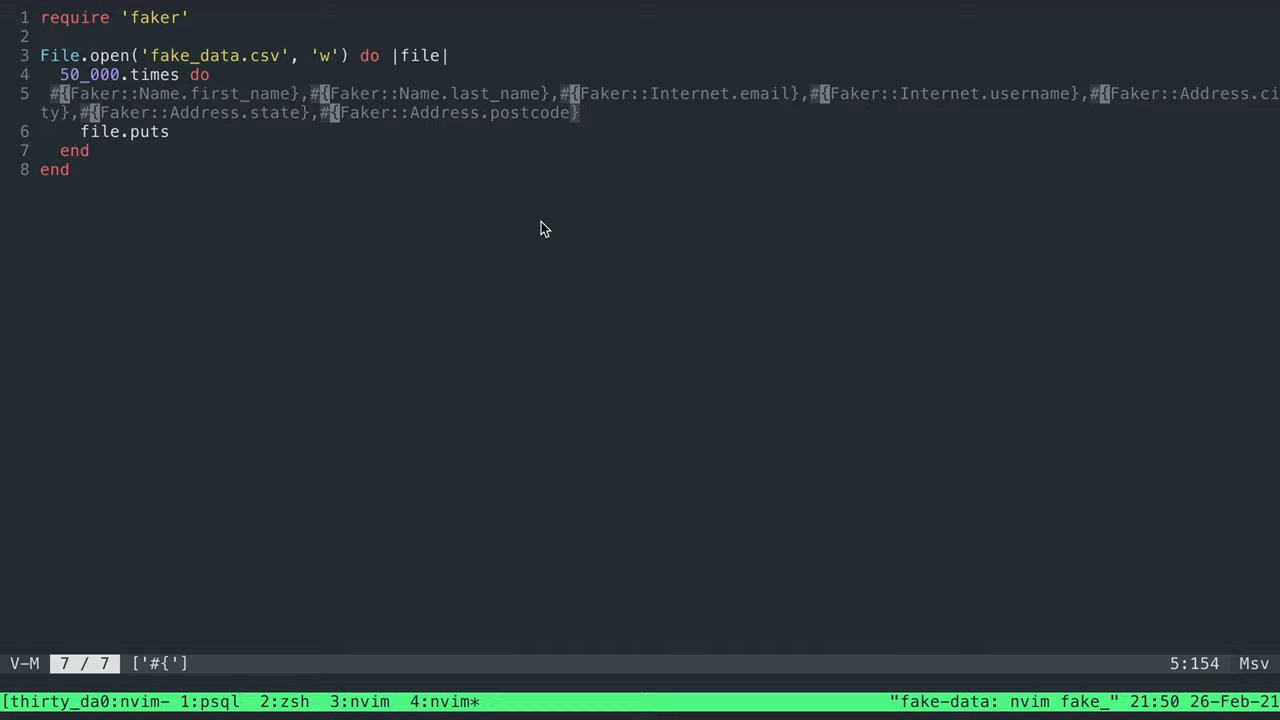 1 require 'faker'
2
3 File.open('fake_data.csv', 'w') do |file|
4   50_000.times do
5  #{Faker::Name.first_name},#{Faker::Name.last_name},#{Faker::Internet.email},#{Faker::Internet.username},#{Faker::Address.ci
ty},#{Faker::Address.state},#{Faker::Address.postcode}
6     file.puts
7   end
8 end
V-M 7 / 7 ['#{'] 5:154 Msv
[thirty_da0:nvim- 1:psql 2:zsh 3:nvim 4:nvim* "fake-data: nvim fake_" 21:50 26-Feb-21